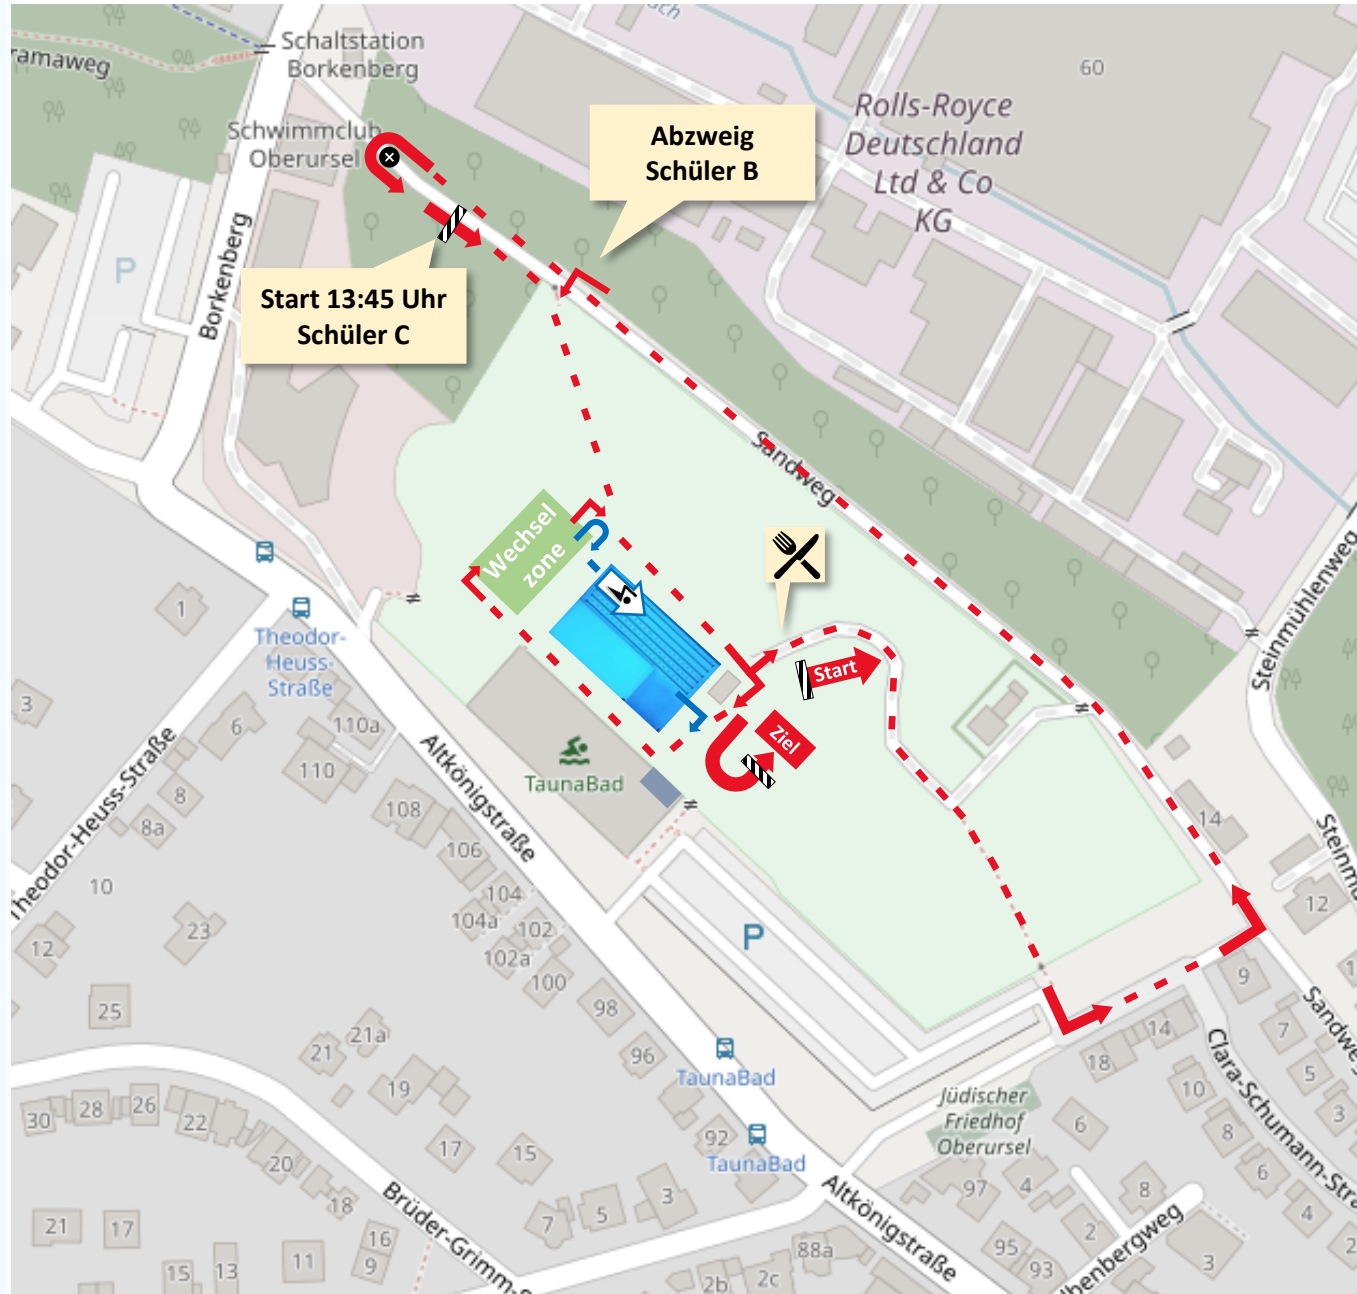 Schaltstation
Borkenberg
ramaweg
Schwimmclub
Oberursel
Borkenberg
P
Abzweig
Schüler B
Rolls-Royce
Deutschland
Ltd & Co
KG
60
Start 13:45 Uhr
Schüler C
Sandweg
Wechsel
zone
Start
Ziel
Steinmühlenweg
TaunaBad
Theodor-
Heuss-
Straße
1
3
6
110a
110
8
8a
108
106
104
104a
102
102a
100
98
96
92
10
12
23
25
Theodor-Heuss-Straße
Altkönigstraße
P
14
12
9
7
5
3
1
Sandweg
14
18
10
8
6
4
2
Clara-Schumann-Stra
TaunaBad
TaunaBad
Jüdischer
Friedhof
Oberursel
6
4
97
95
93
2
8
3
Altkönigstraße
88a
2b
2c
21a
21
19
17
15
30
28
26
22
20
18
16
9
11
13
15
17
21
7
5
3
Brüder-Grimm-S
lbenbergweg